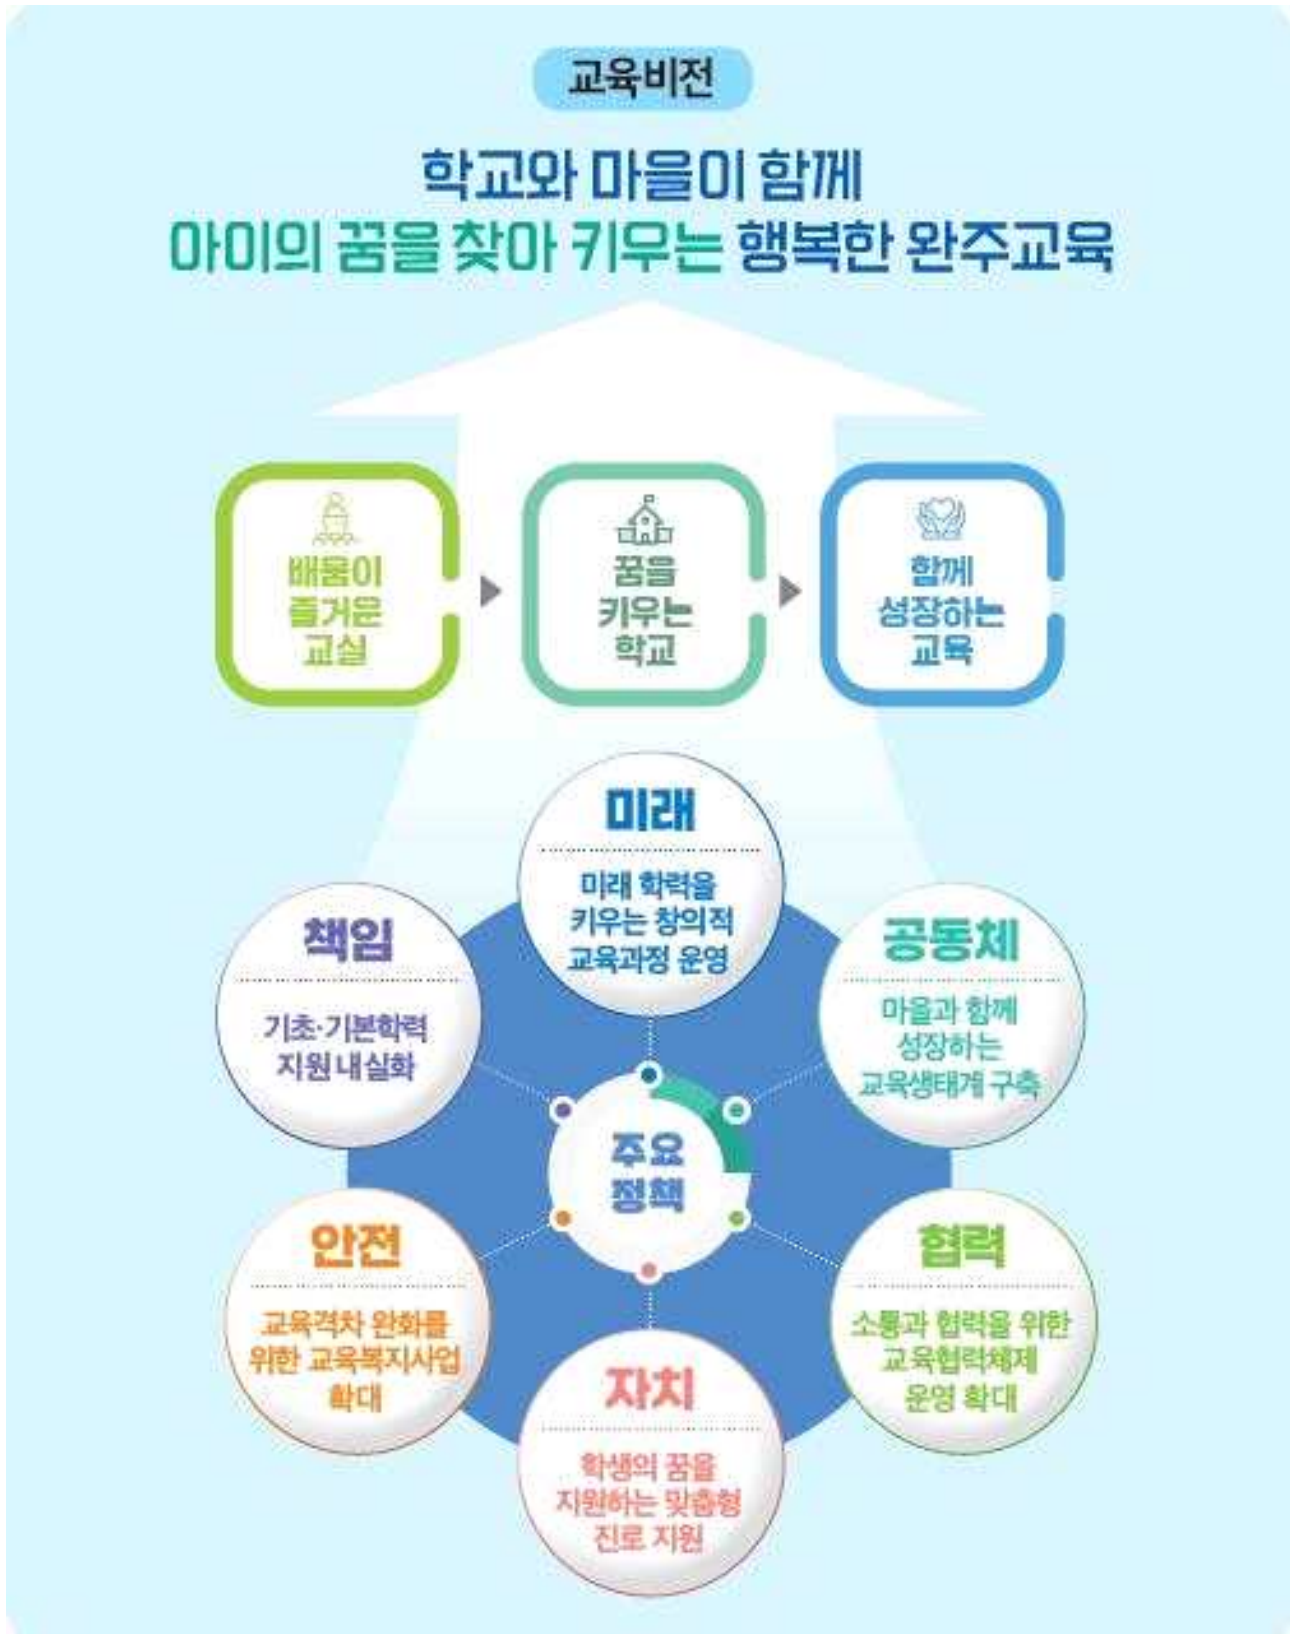 교육비전
학교와 마을이 함께
아이의 꿈을 찾아 키우는 행복한 완주교육
배움이
즐거운
교실
꿈을
키우는
학교
함께
성장하는
교육
미래
미래 학력을
키우는 창의적
교육과정 운영
책임
기초·기본학력
지원 내실화
공동체
마을과 함께
성장하는
교육생태계 구축
주요
정책
안전
교육격차 완화를
위한 교육복지사업
확대
협력
소통과 협력을 위한
교육협력체제
운영 확대
자치
학생의 꿈을
지원하는 맞춤형
진로 지원